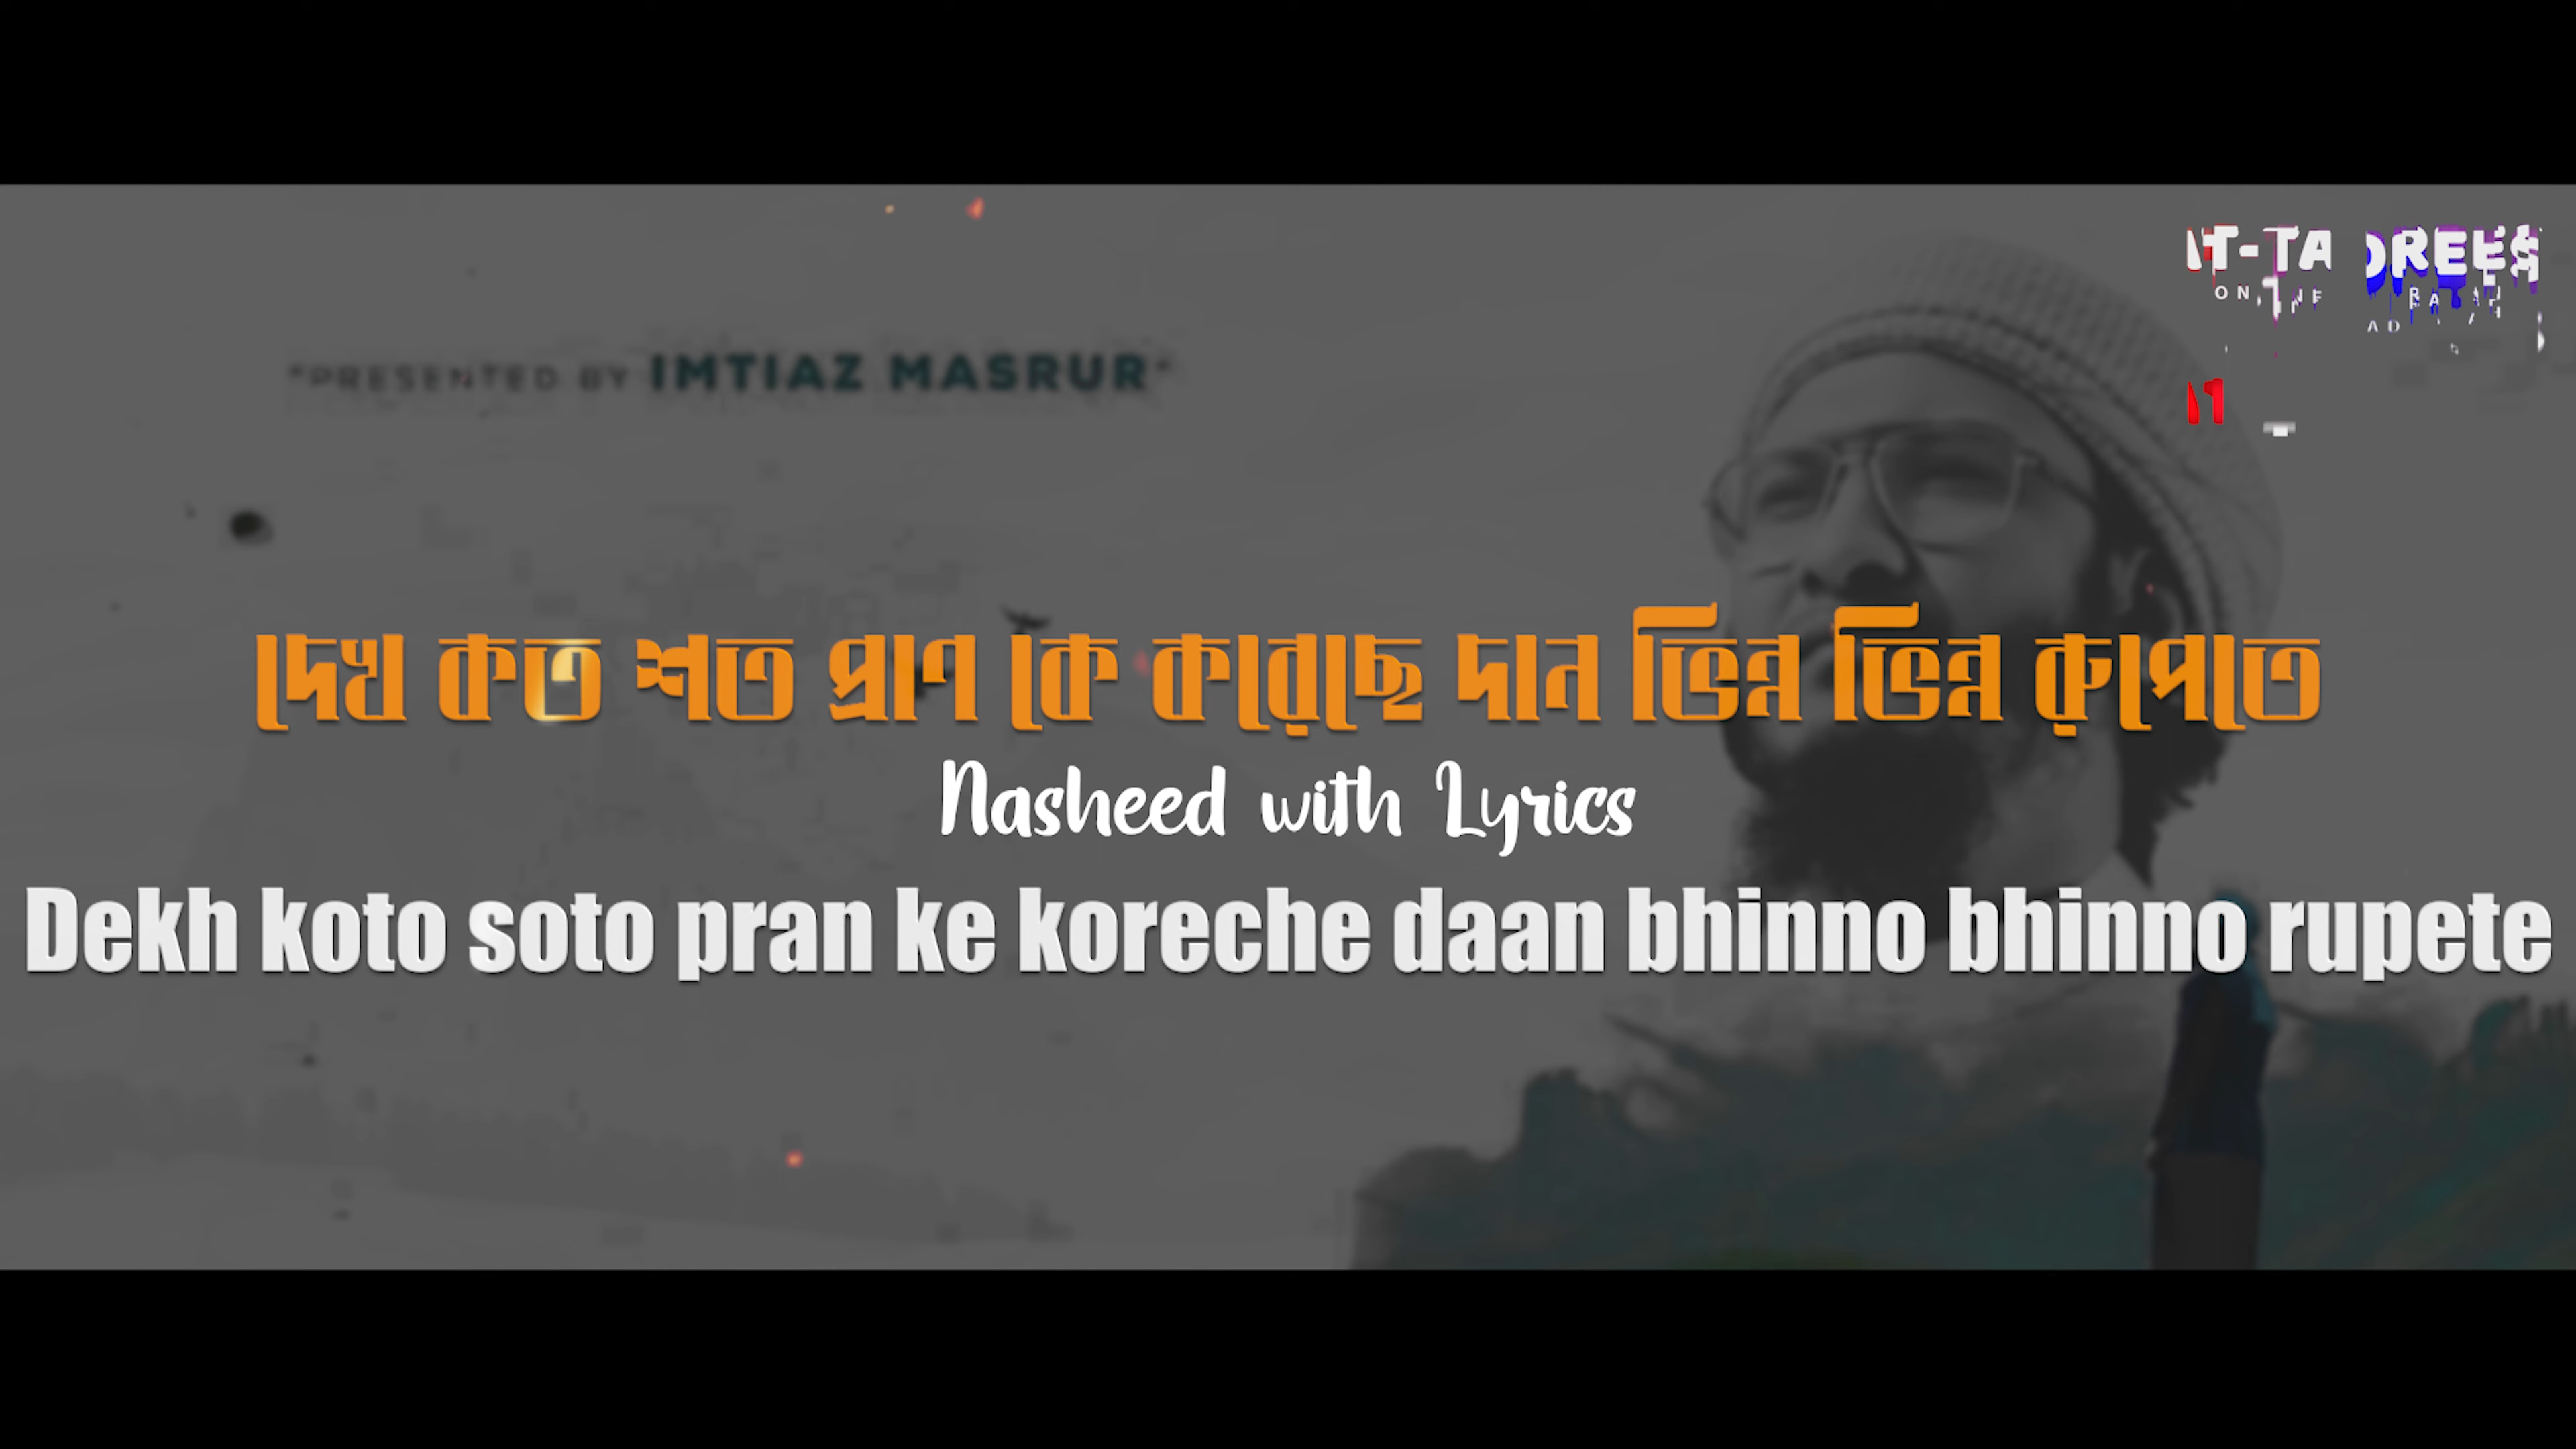 "PRESENTED BY IMTIAZ MASRUR"
দেখ কত শত প্রাণ কে করেছে দান ভিন্ন ভিন্ন রুপেতে
Nasheed with Lyrics
Dekh koto soto pran ke koreche daan bhinno bhinno rupete